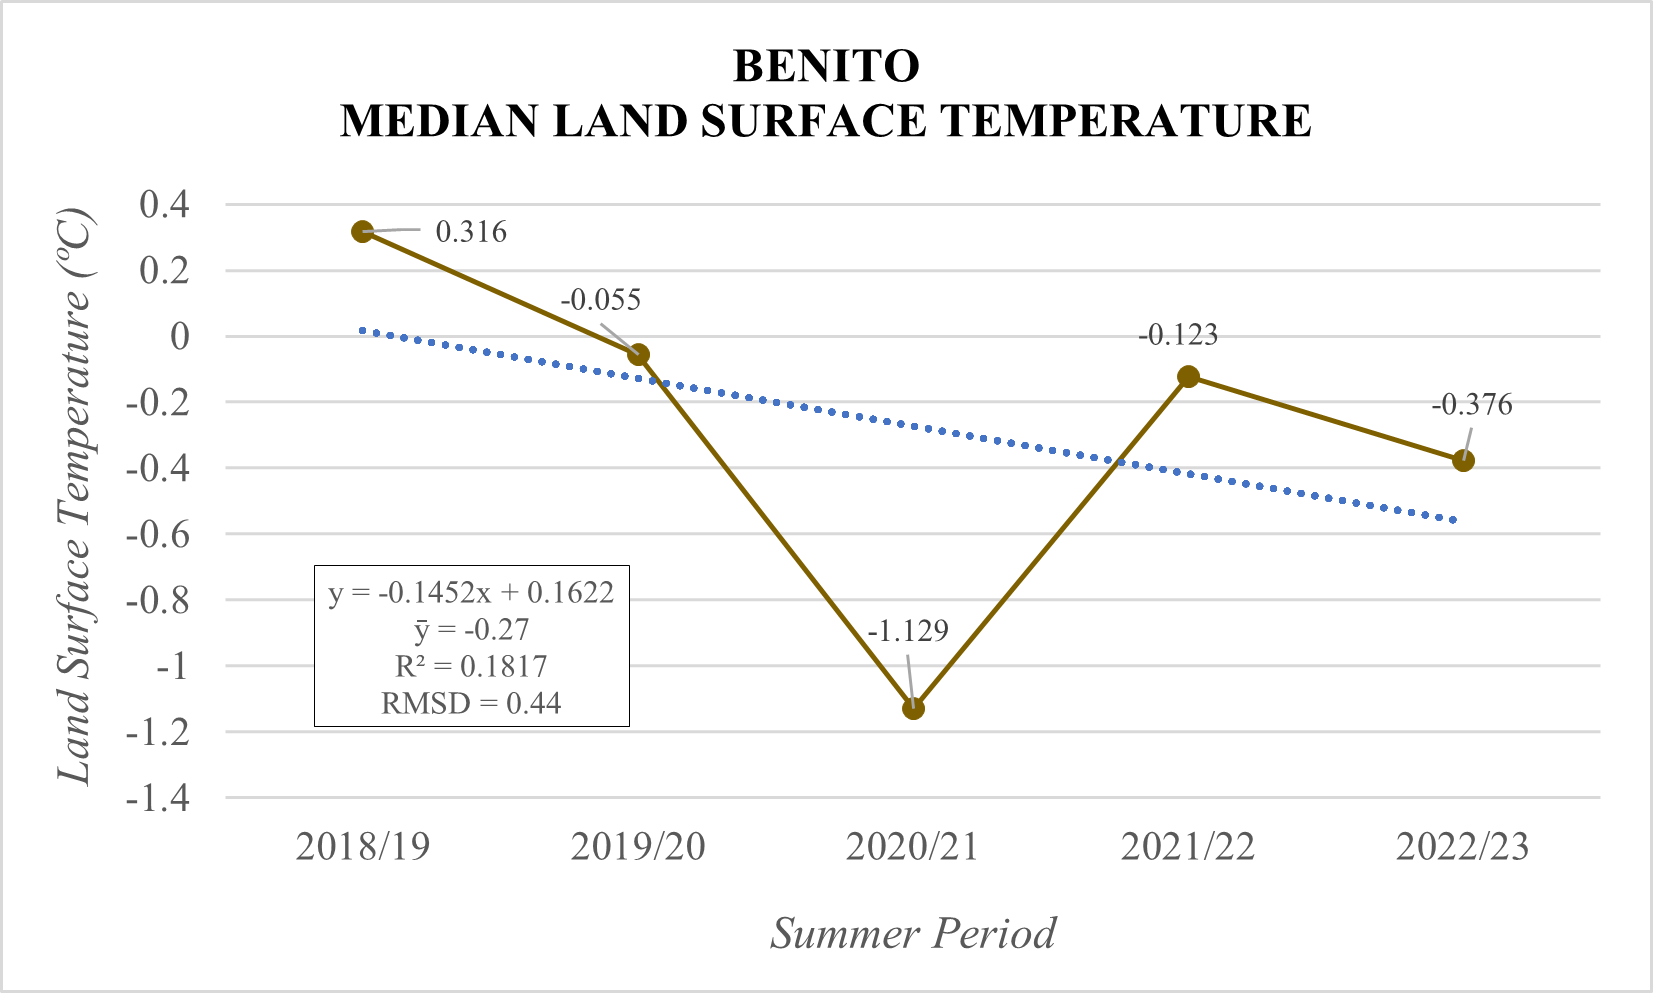 BENITO
MEDIAN LAND SURFACE TEMPERATURE
Land Surface Temperature (ºC)
0.4
0.2
0
-0.2
-0.4
-0.6
-0.8
-1
-1.2
-1.4
0.316
-0.055
-1.129
-0.123
-0.376
y = -0.1452x + 0.1622
ȳ = -0.27
R² = 0.1817
RMSD = 0.44
2018/19 2019/20 2020/21 2021/22 2022/23
Summer Period